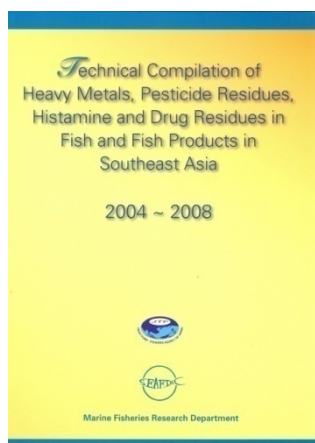 Technical Compilation of
Heavy Metals, Pesticide Residues,
Histamine and Drug Residues in
Fish and Fish Products in
Southeast Asia
2004 ~ 2008
SEAFDEC
Marine Fisheries Research Department